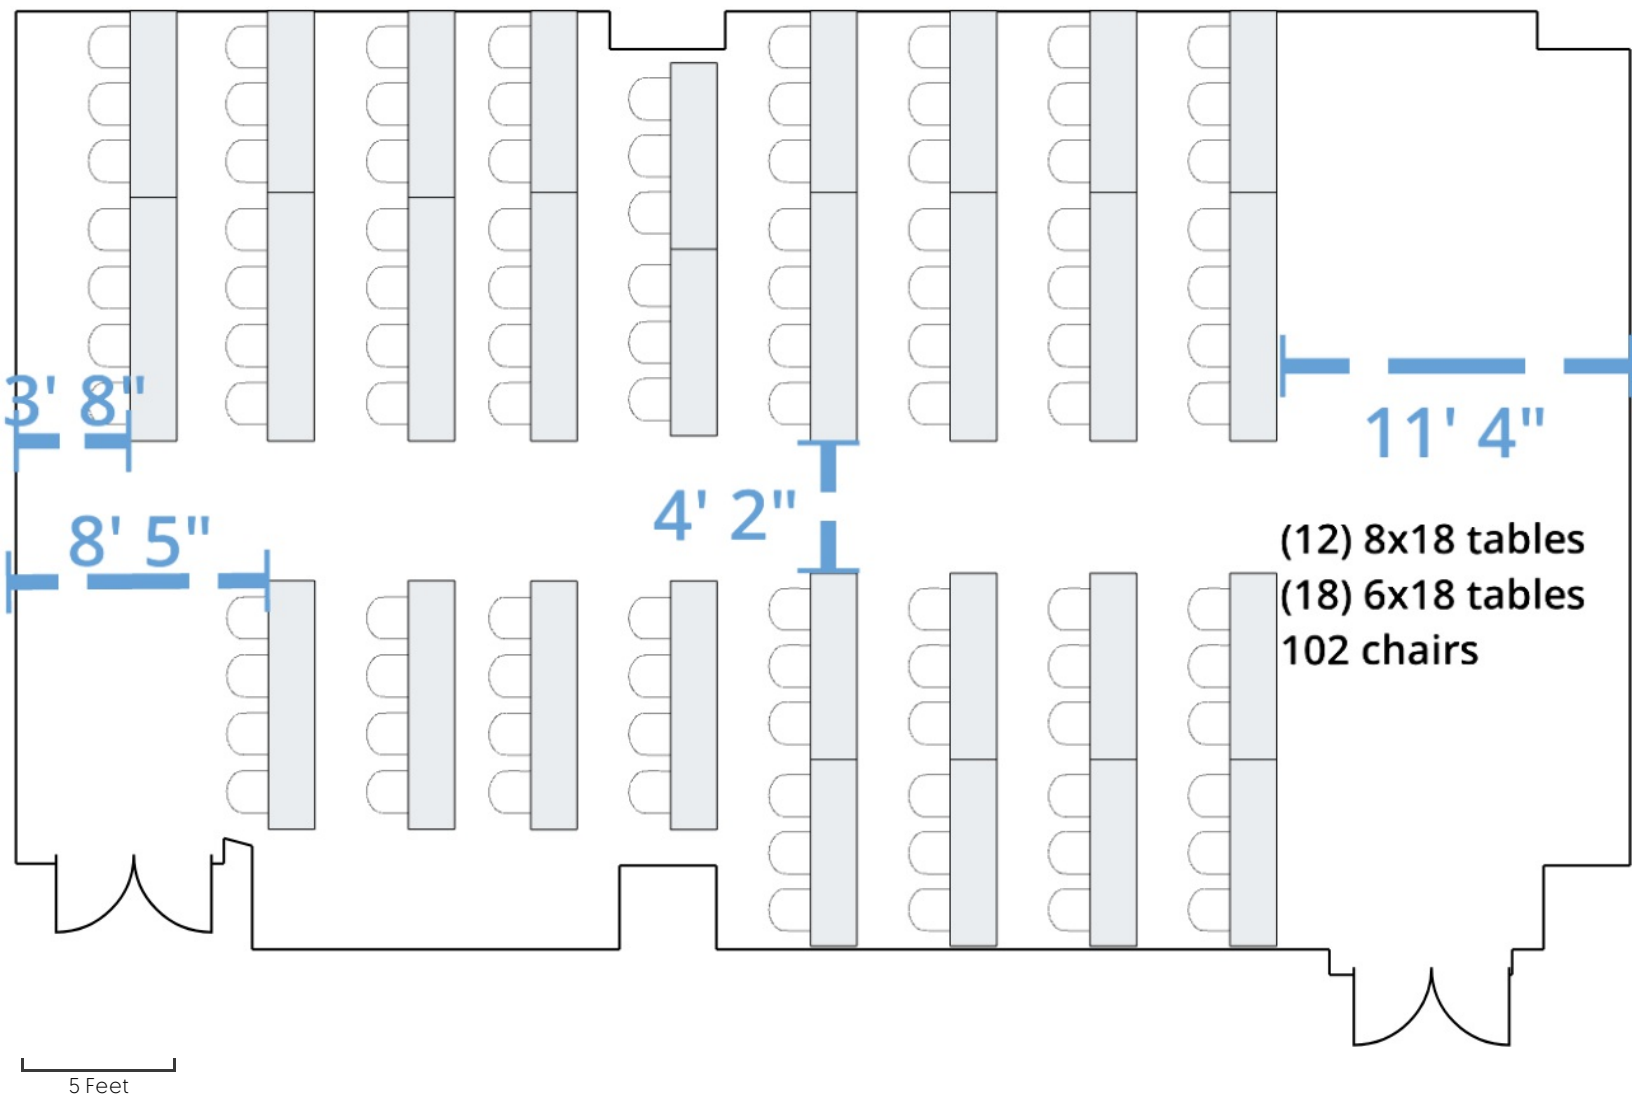 3' 8"
11' 4"
4' 2"
8' 5"
(12) 8x18 tables
(18) 6x18 tables
102 chairs
5 Feet